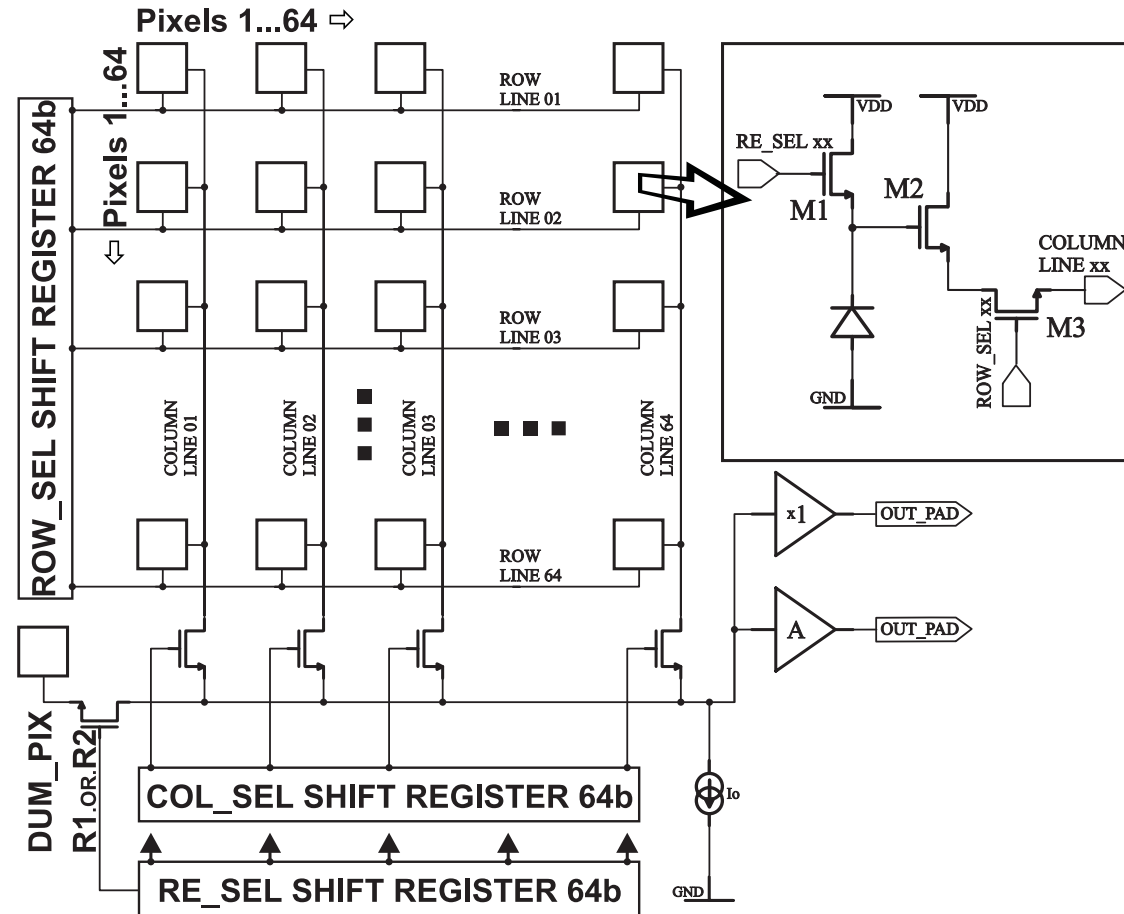 Pixels 1...64
Pixels 1...64
ROW_SEL SHIFT REGISTER 64b
ROW
LINE 01
ROW
LINE 02
ROW
LINE 03
COLUMN
LINE 01
COLUMN
LINE 02
COLUMN
LINE 03
COLUMN
LINE 64
ROW
LINE 64
VDD
VDD
RE_SEL xx
M1
M2
COLUMN
LINE xx
M3
ROW_SEL xx
GND
x1
OUT_PAD
A
OUT_PAD
DUM_PIX
R1.OR.R2
COL_SEL SHIFT REGISTER 64b
RE_SEL SHIFT REGISTER 64b
Io
GND